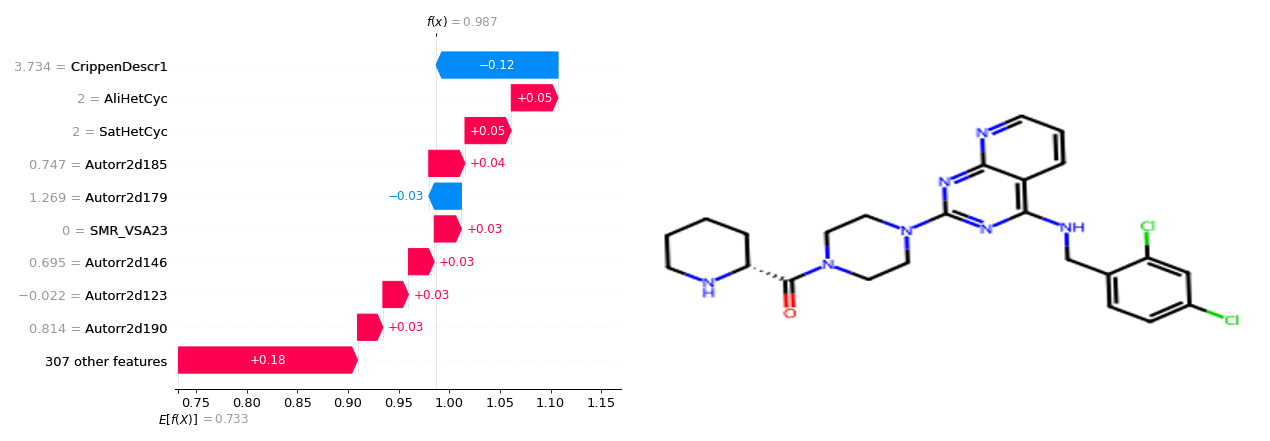 f(x) = 0.987
3.734 = CrippenDescr1
−0.12
2 = AliHetCyc
+0.05
2 = SatHetCyc
+0.05
0.747 = Autorr2d185
+0.04
1.269 = Autorr2d179
−0.03
0 = SMR_VSA23
+0.03
0.695 = Autorr2d146
+0.03
−0.022 = Autorr2d123
+0.03
0.814 = Autorr2d190
+0.03
307 other features
+0.18
0.75 0.80 0.85 0.90 0.95 1.00 1.05 1.10 1.15
E[f(X)] = 0.733
N
N
N
N
NH
Cl
N
N
H
O
Cl